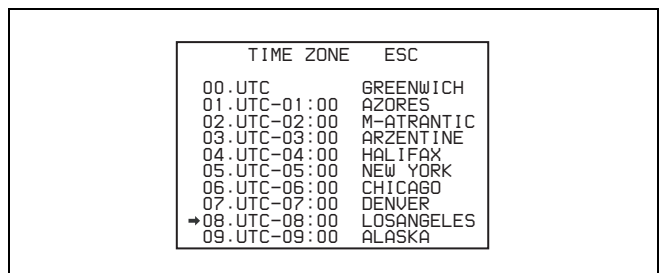 TIME ZONE ESC
00.UTC GREENWICH
01.UTC-01:00 AZORES
02.UTC-02:00 M-ATRANTIC
03.UTC-03:00 ARZENTINE
04.UTC-04:00 HALIFAX
05.UTC-05:00 NEW YORK
06.UTC-06:00 CHICAGO
07.UTC-07:00 DENVER
➡08.UTC-08:00 LOSANGELES
09.UTC-09:00 ALASKA